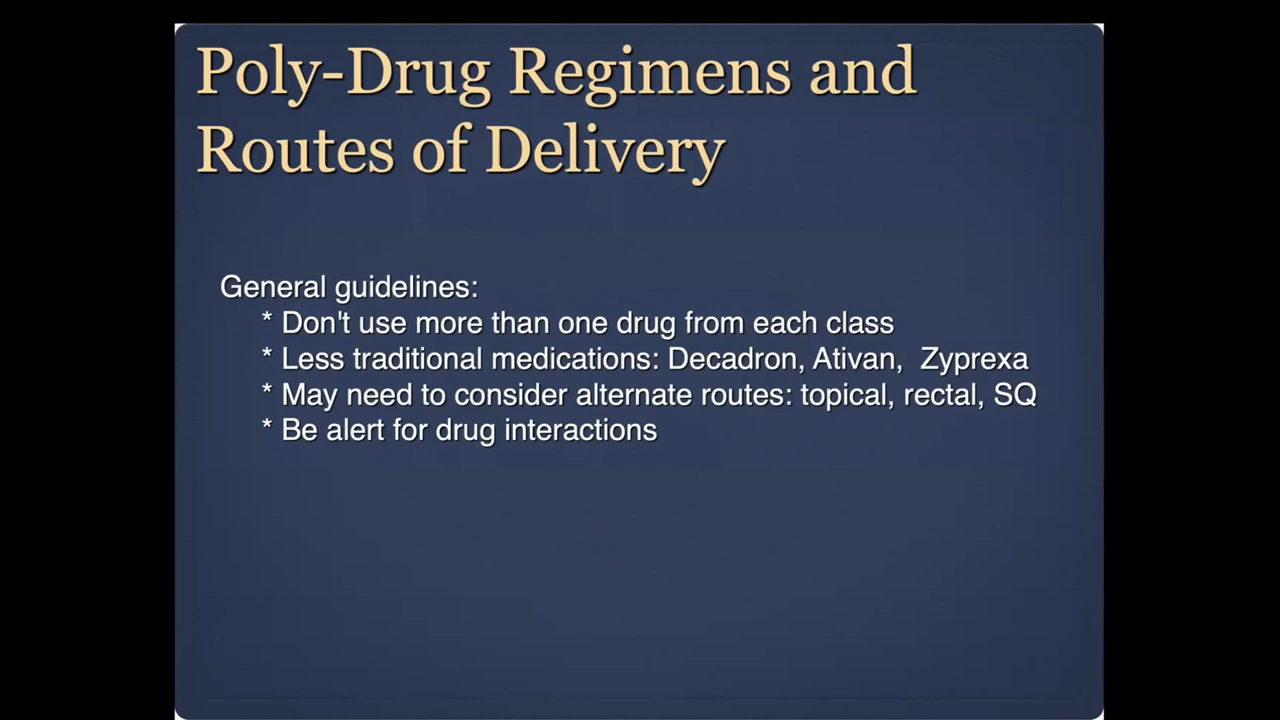 Poly-Drug Regimens and
Routes of Delivery
General guidelines:
* Don't use more than one drug from each class
* Less traditional medications: Decadron, Ativan,  Zyprexa
* May need to consider alternate routes: topical, rectal, SQ
* Be alert for drug interactions